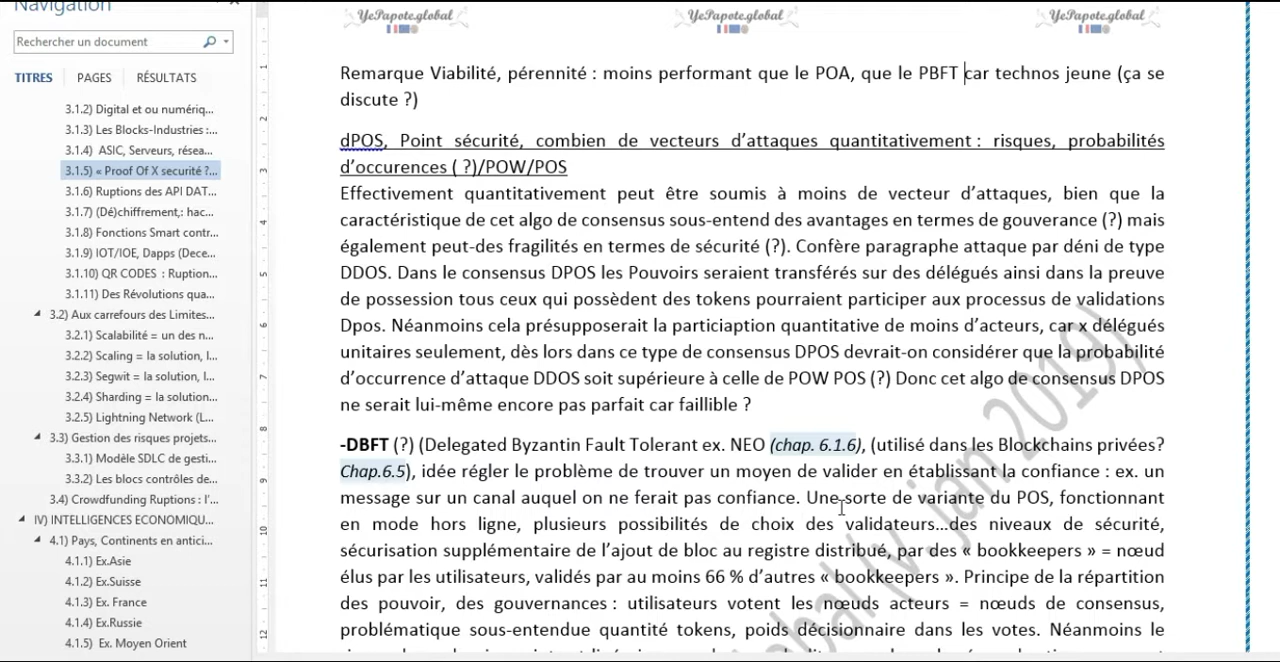 Navigation
Rechercher un document
TITRES PAGES RÉSULTATS
3.1.2) Digital et ou numériq...
3.1.3) Les Blocks-Industries :...
3.1.4) ASIC, Serveurs, résea...
3.1.5) « Proof Of X securité ?...
3.1.6) Ruptions des API DAT...
3.1.7) (Dé)chiffrement,: hac...
3.1.8) Fonctions Smart contr...
3.1.9) IOT/IOE, Dapps (Dece...
3.1.10) QR CODES : Ruption...
3.1.11) Des Révolutions qua...
3.2) Aux carrefours des Limites...
3.2.1) Scalabilité = un des n...
3.2.2) Scaling = la solution, l...
3.2.3) Segwit = la solution, l...
3.2.4) Sharding = la solution...
3.2.5) Lightning Network (L...
3.3) Gestion des risques projets...
3.3.1) Modèle SDLC de gesti...
3.3.2) Les blocs contrôles de...
3.4) Crowdfunding Ruptions : l'...
IV) INTELLIGENCES ECONOMIQU...
4.1) Pays, Continents en antici...
4.1.1) Ex.Asie
4.1.2) Ex.Suisse
4.1.3) Ex. France
4.1.4) Ex.Russie
4.1.5) Ex. Moyen Orient
YePapote.global YePapote.global YePapote.global
Remarque Viabilité, pérennité : moins performant que le POA, que le PBFT car technos jeune (ça se
discute ?)
dPOS, Point sécurité, combien de vecteurs d’attaques quantitativement : risques, probabilités
d’occurences ( ?)/POW/POS
Effectivement quantitativement peut être soumis à moins de vecteur d’attaques, bien que la
caractéristique de cet algo de consensus sous-entend des avantages en termes de gouverance (?) mais
également peut-des fragilités en termes de sécurité (?). Confère paragraphe attaque par déni de type
DDOS. Dans le consensus DPOS les Pouvoirs seraient transférés sur des délégués ainsi dans la preuve
de possession tous ceux qui possèdent des tokens pourraient participer aux processus de validations
Dpos. Néanmoins cela présupposerait la particiaption quantitative de moins d’acteurs, car x délégués
unitaires seulement, dès lors dans ce type de consensus DPOS devrait-on considérer que la probabilité
d’occurrence d’attaque DDOS soit supérieure à celle de POW POS (?) Donc cet algo de consensus DPOS
ne serait lui-même encore pas parfait car faillible ?
-DBFT (?) (Delegated Byzantin Fault Tolerant ex. NEO (chap. 6.1.6), (utilisé dans les Blockchains privées?
Chap.6.5), idée régler le problème de trouver un moyen de valider en établissant la confiance : ex. un
message sur un canal auquel on ne ferait pas confiance. Une sorte de variante du POS, fonctionnant
en mode hors ligne, plusieurs possibilités de choix des validateurs...des niveaux de sécurité,
sécurisation supplémentaire de l’ajout de bloc au registre distribué, par des « bookkeepers » = nœud
élus par les utilisateurs, validés par au moins 66 % d’autres « bookkeepers ». Principe de la répartition
des pouvoir, des gouvernances : utilisateurs votent les nœuds acteurs = nœuds de consensus,
problématique sous-entendue quantité tokens, poids décisionnaire dans les votes. Néanmoins le
obal (v. jan 2019)